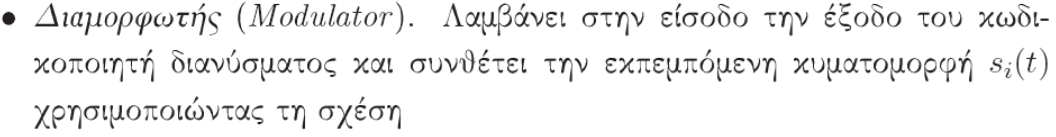 • Διαμορφωτής (Modulator). Λαμβάνει στην είσοδο την έξοδο του κωδι-
κοποιητή διανύσματος και συνθέτει την εκπεμπόμενη κυματομορφή s_i(t)
χρησιμοποιώντας τη σχέση